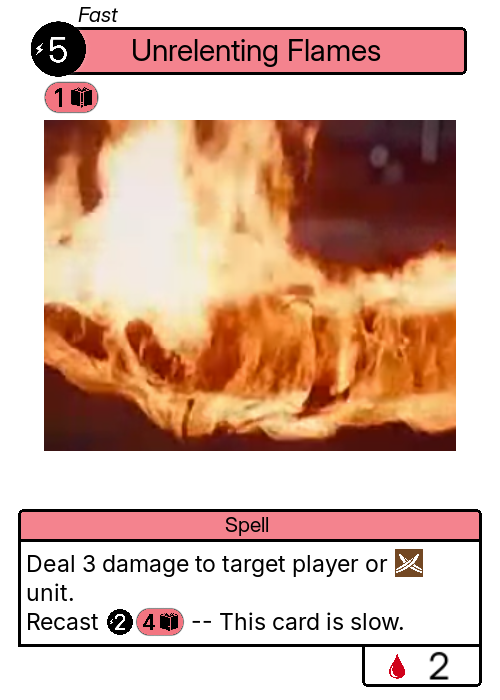 Fast
5 Unrelenting Flames
1
Spell
Deal 3 damage to target player or
unit.
Recast 2 4 -- This card is slow.
2